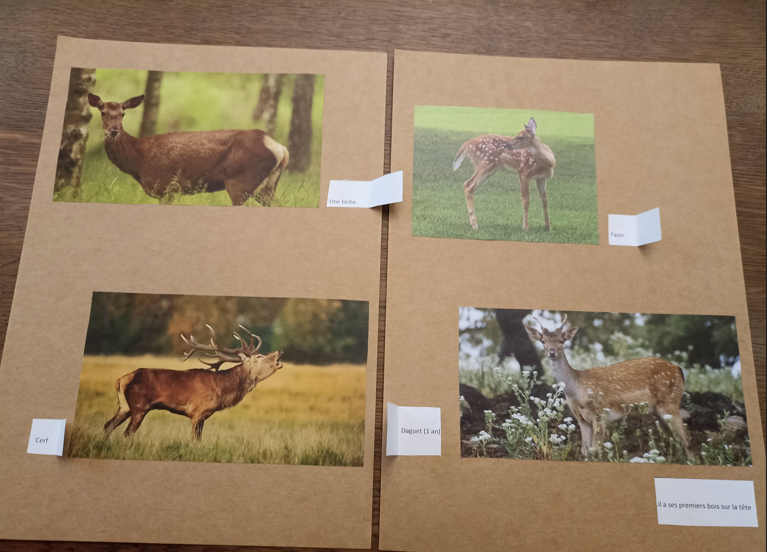 Une biche
Faon
Cerf
Daguet (1 an)
il a ses premiers bois sur la tête